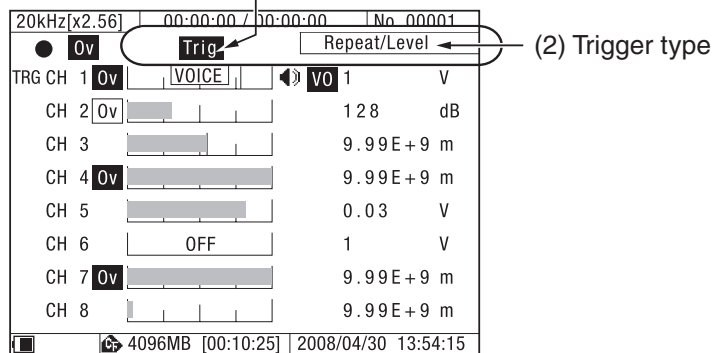 20kHz[x2.56] 00:00:00 / 00:00:00 No. 00001
Ov Trig Repeat/Level
(2) Trigger type
TRG CH 1 Ov VOICE VO 1 V
CH 2 Ov 128 dB
CH 3 9.99E+9 m
CH 4 Ov 9.99E+9 m
CH 5 0.03 V
CH 6 OFF 1 V
CH 7 Ov 9.99E+9 m
CH 8 9.99E+9 m
CF 4096MB [00:10:25] 2008/04/30 13:54:15